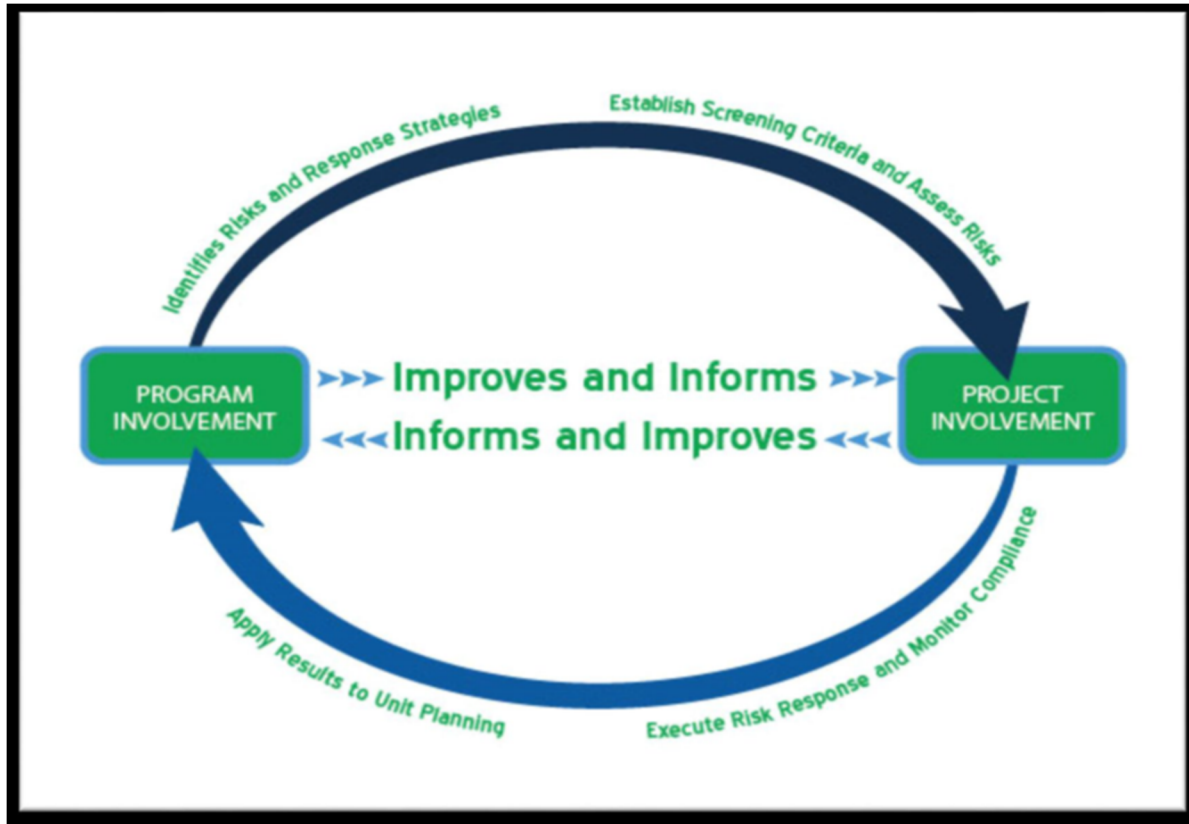 Identifies Risks and Response Strategies
Establish Screening Criteria and Assess Risks
PROGRAM
INVOLVEMENT
Improves and Informs
Informs and Improves
PROJECT
INVOLVEMENT
Apply Results to Unit Planning
Execute Risk Response and Monitor Compliance